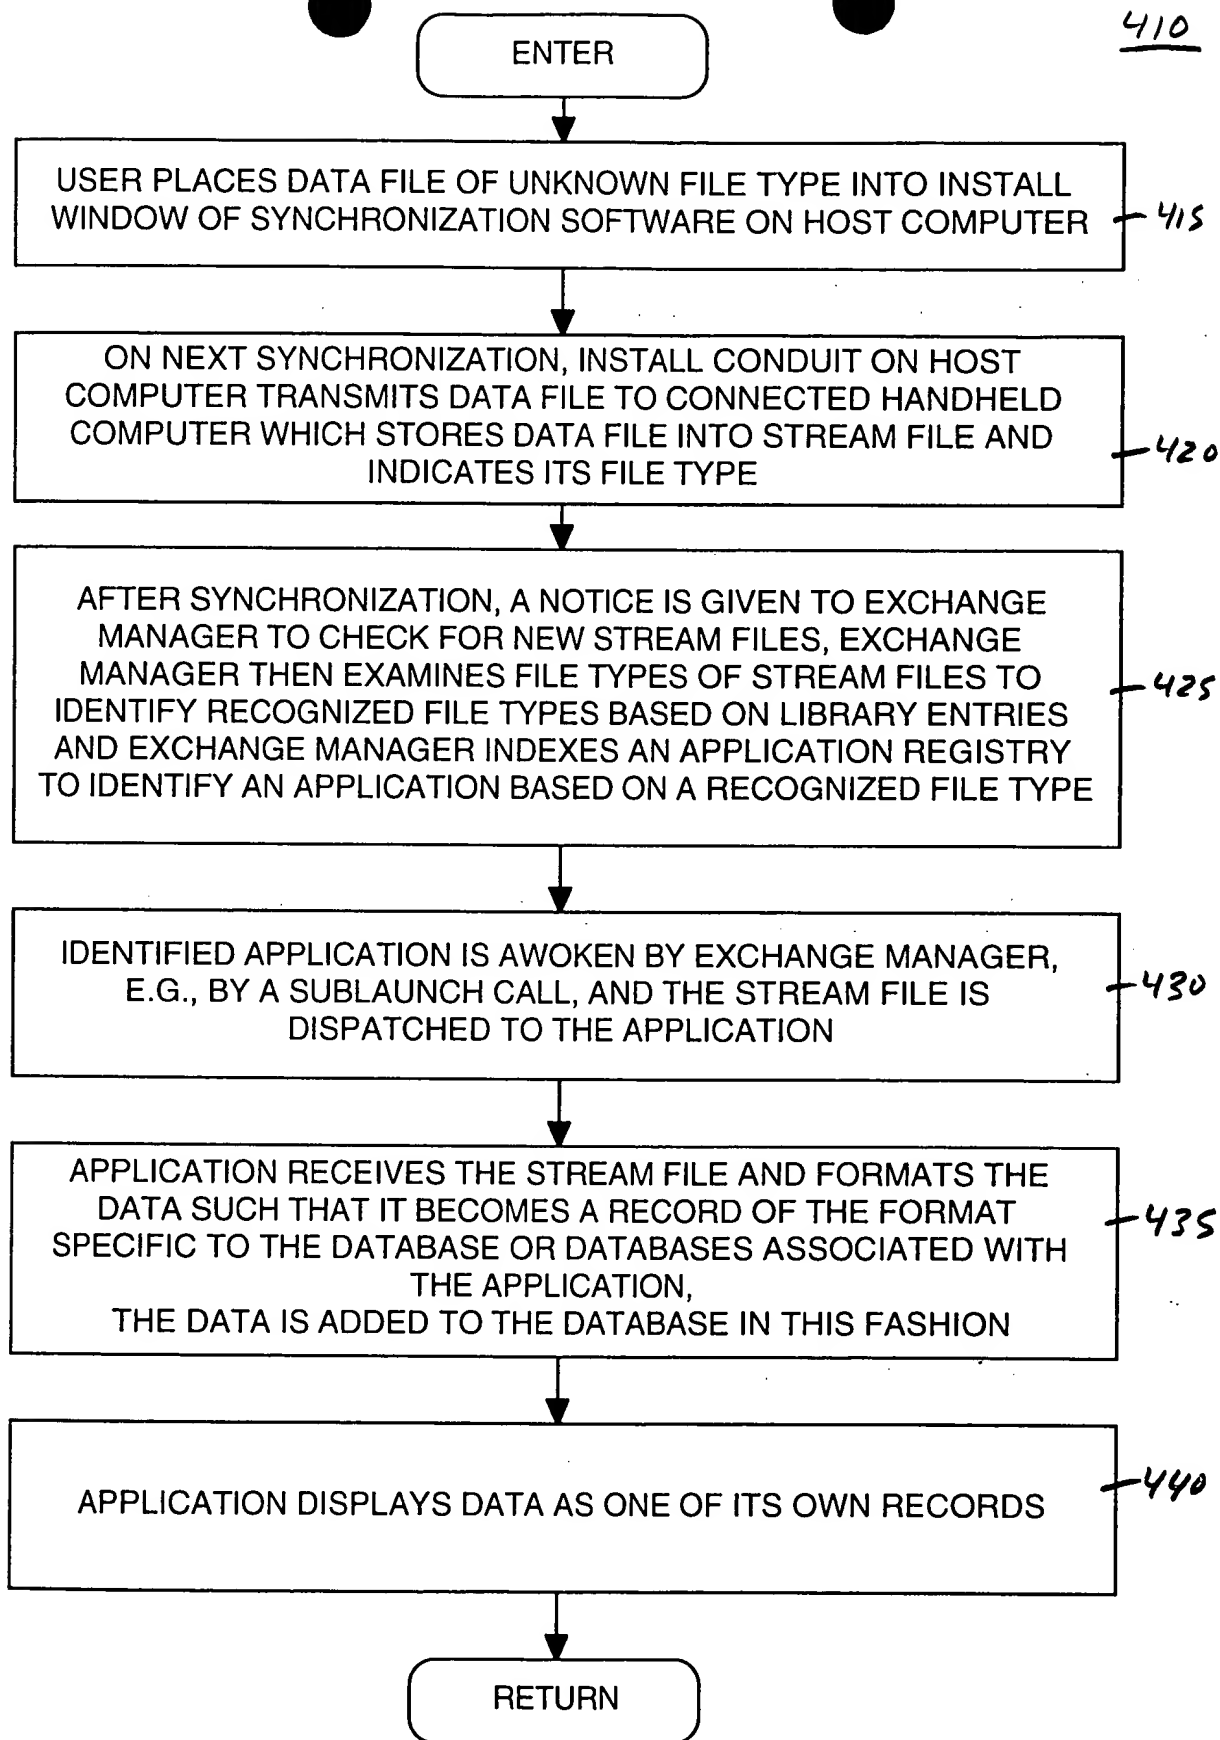 410
ENTER
USER PLACES DATA FILE OF UNKNOWN FILE TYPE INTO INSTALL
WINDOW OF SYNCHRONIZATION SOFTWARE ON HOST COMPUTER
415
ON NEXT SYNCHRONIZATION, INSTALL CONDUIT ON HOST
COMPUTER TRANSMITS DATA FILE TO CONNECTED HANDHELD
COMPUTER WHICH STORES DATA FILE INTO STREAM FILE AND
INDICATES ITS FILE TYPE
420
AFTER SYNCHRONIZATION, A NOTICE IS GIVEN TO EXCHANGE
MANAGER TO CHECK FOR NEW STREAM FILES, EXCHANGE
MANAGER THEN EXAMINES FILE TYPES OF STREAM FILES TO
IDENTIFY RECOGNIZED FILE TYPES BASED ON LIBRARY ENTRIES
AND EXCHANGE MANAGER INDEXES AN APPLICATION REGISTRY
TO IDENTIFY AN APPLICATION BASED ON A RECOGNIZED FILE TYPE
425
IDENTIFIED APPLICATION IS AWOKEN BY EXCHANGE MANAGER,
E.G., BY A SUBLAUNCH CALL, AND THE STREAM FILE IS
DISPATCHED TO THE APPLICATION
430
APPLICATION RECEIVES THE STREAM FILE AND FORMATS THE
DATA SUCH THAT IT BECOMES A RECORD OF THE FORMAT
SPECIFIC TO THE DATABASE OR DATABASES ASSOCIATED WITH
THE APPLICATION,
THE DATA IS ADDED TO THE DATABASE IN THIS FASHION
435
APPLICATION DISPLAYS DATA AS ONE OF ITS OWN RECORDS
440
RETURN